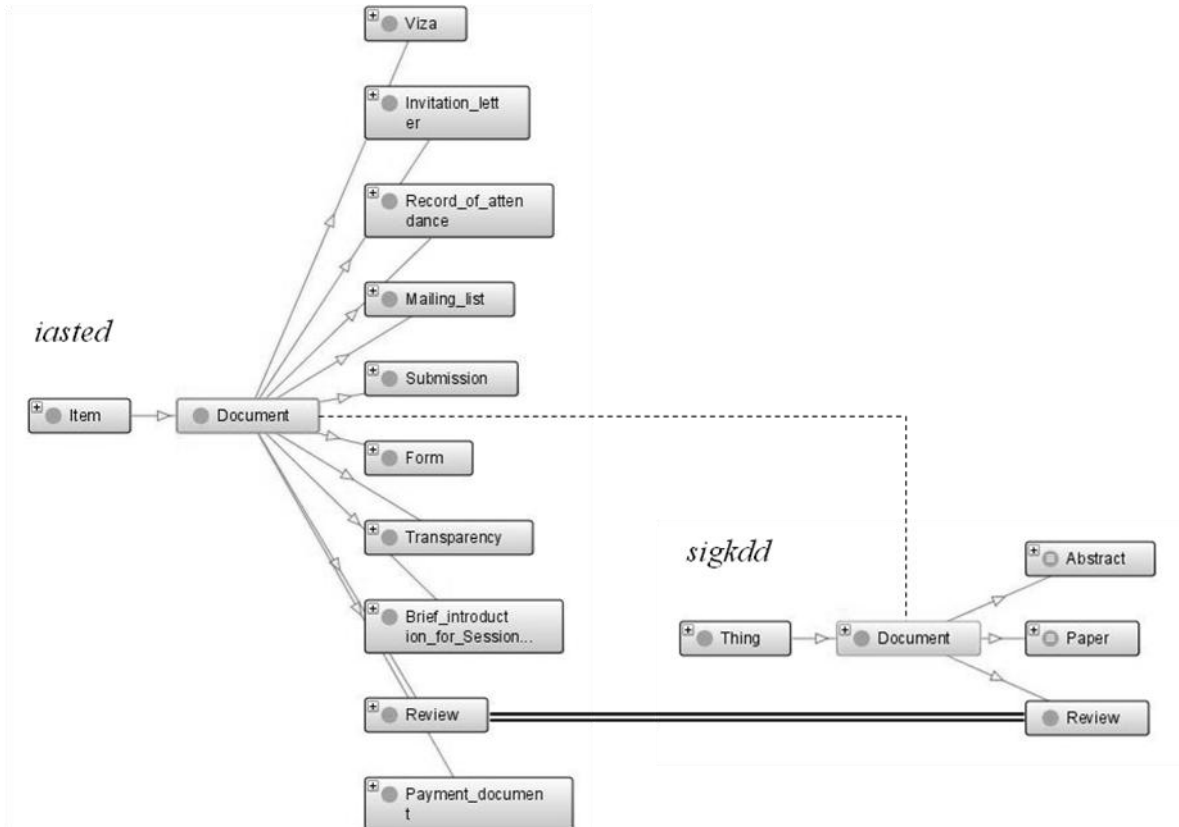 Viza
Invitation_lett
er
Record_of_atten
dance
Mailing_list
iasted
Submission
Item
Document
Form
Transparency
Brief_introduct
ion_for_Session...
Review
Payment_documen
t
sigkdd
Abstract
Thing
Document
Paper
Review